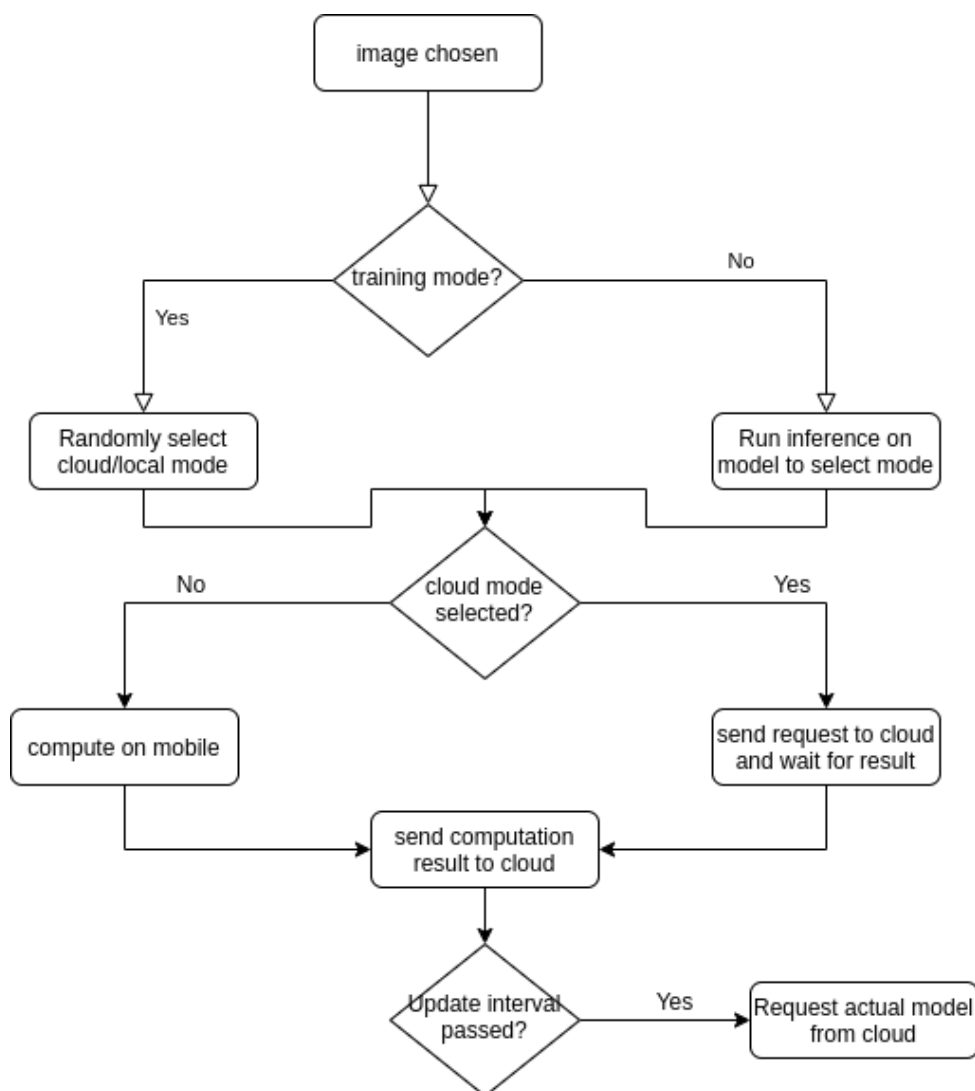 image chosen
training mode?
No
Yes
Randomly select
cloud/local mode
Run inference on
model to select mode
No
cloud mode
selected?
Yes
compute on mobile
send request to cloud
and wait for result
send computation
result to cloud
Update interval
passed?
Yes
Request actual model
from cloud